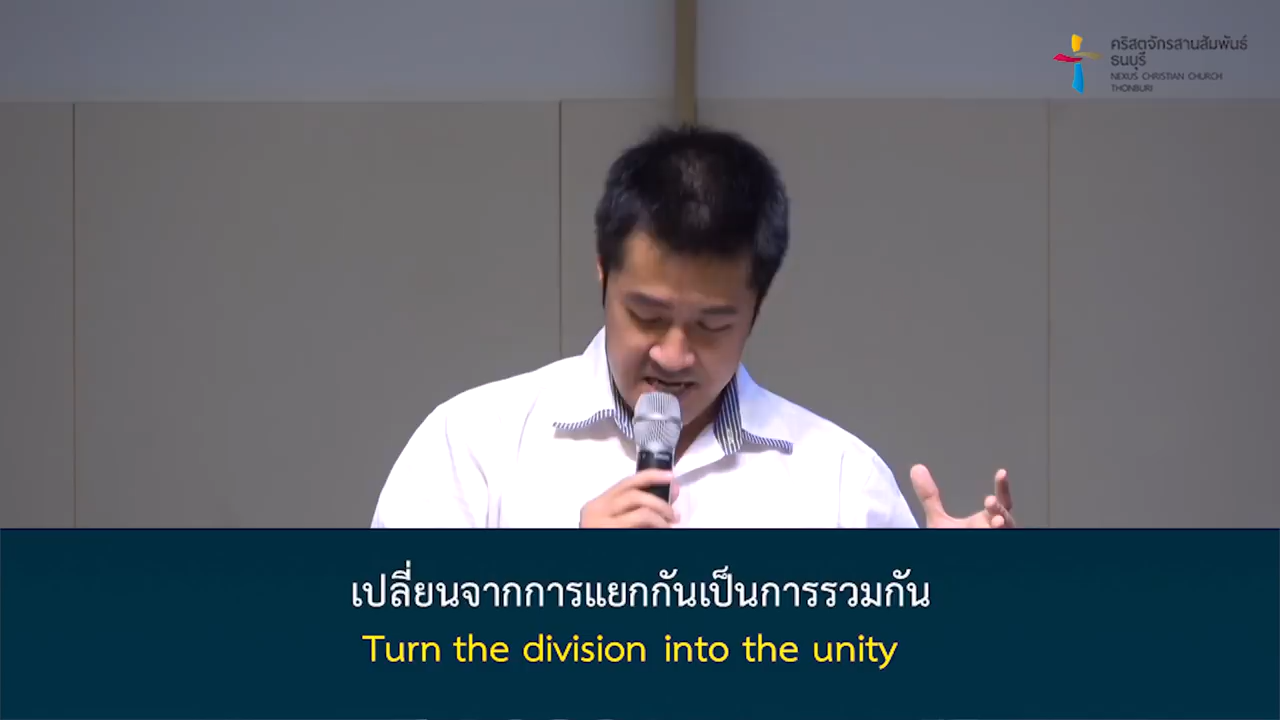 คริสตจักรสานสัมพันธ์
ธนบุรี
NEXUS CHRISTIAN CHURCH
THONBURI
เปลี่ยนจากการแยกกันเป็นการรวมกัน
Turn the division into the unity